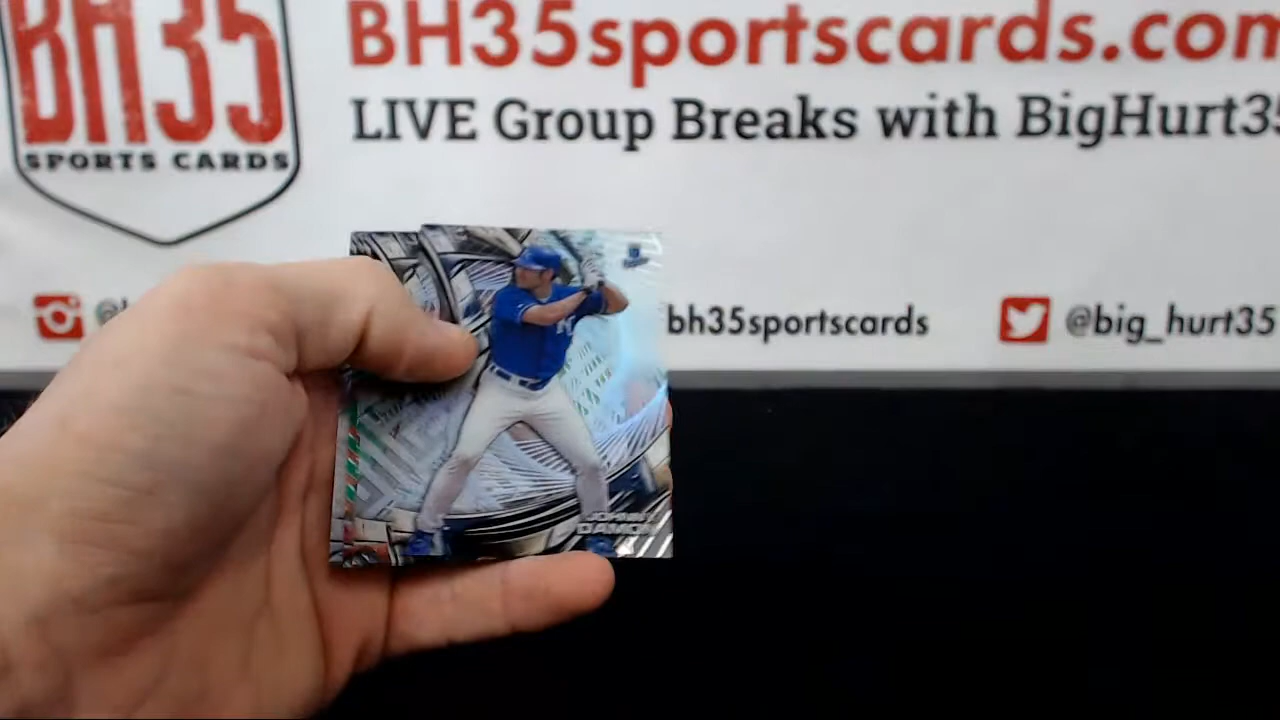 BH35
SPORTS CARDS
BH35sportscards.com
LIVE Group Breaks with BigHurt35
bh35sportscards
@big_hurt35
JOHNNY
DAMON